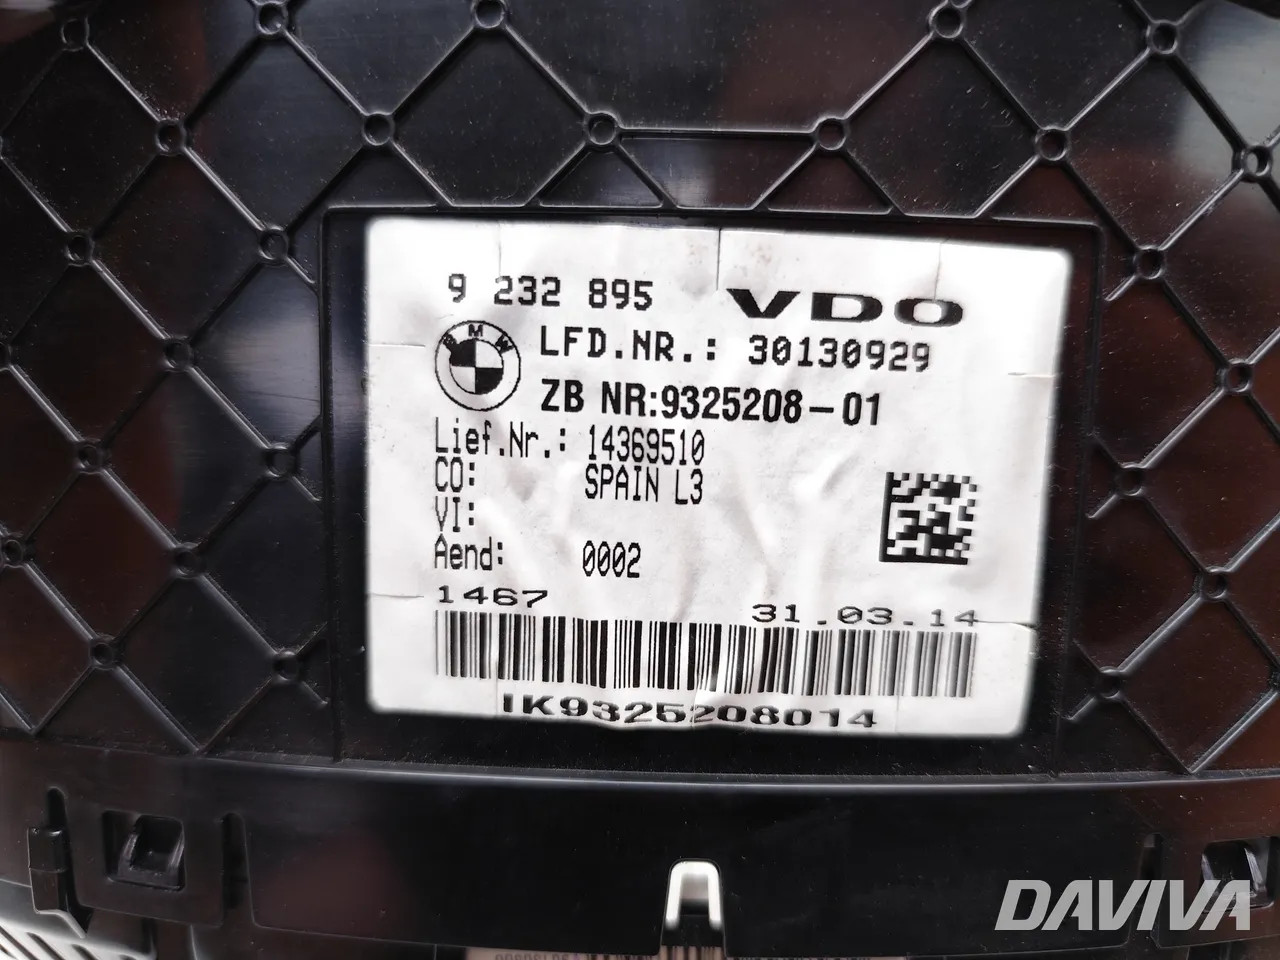 9 232 895 VDO
BMW
LFD.NR.: 30130929
ZB NR:9325208-01
Lief.Nr.: 14369510
CO: SPAIN L3
VI:
Aend: 0002
1467 31.03.14
IK9325208014
DAVIVA